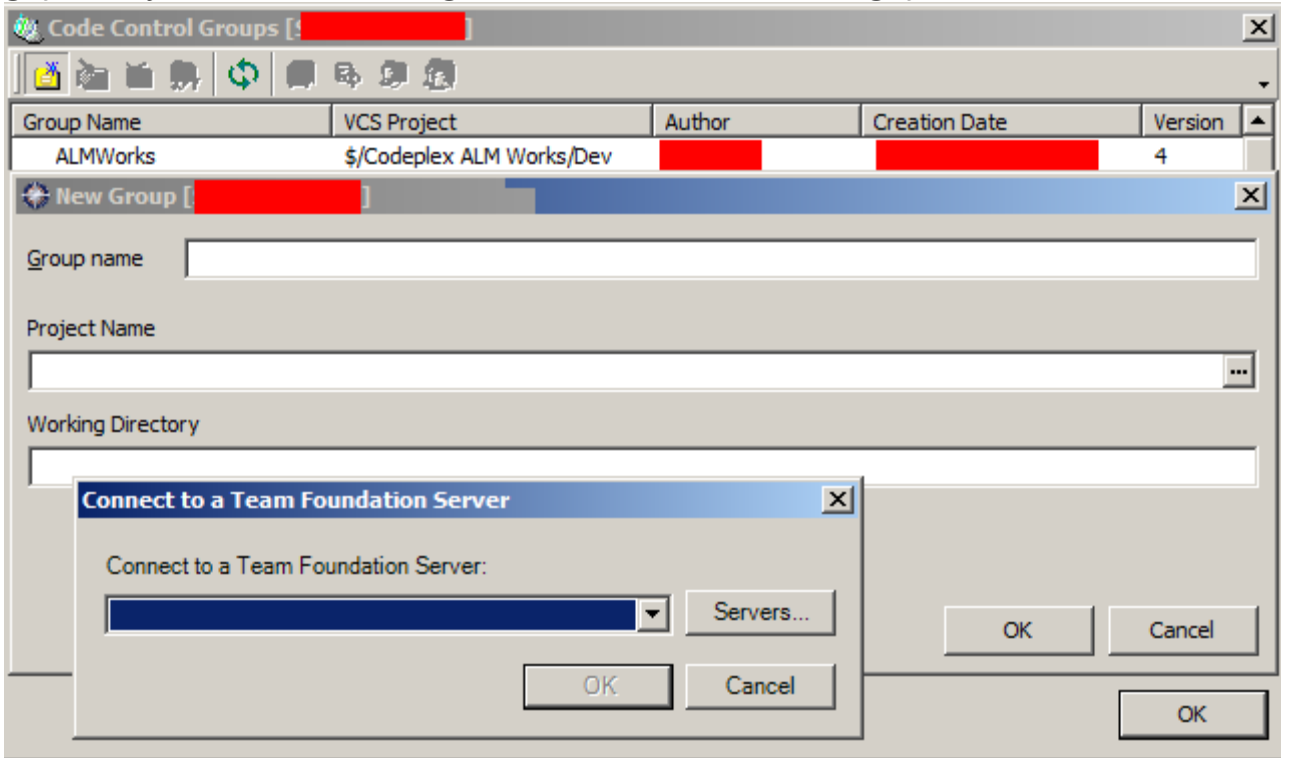 Code Control Groups [ ]
Group Name VCS Project Author Creation Date Version
ALMWorks $/Codeplex ALM Works/Dev 4
New Group [ ]
Group name
Project Name
...
Working Directory
Connect to a Team Foundation Server
Connect to a Team Foundation Server:
Servers...
OK Cancel
OK Cancel
OK